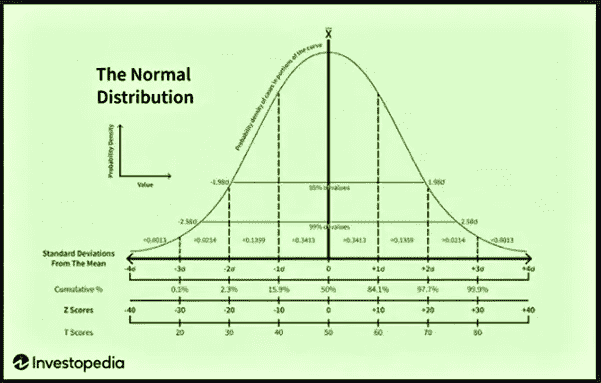 X̄
The Normal
Distribution
Probability density of cases in portions of the curve
Probability Density
Value
-1.98σ 1.98σ
95% of values
-2.58σ 2.58σ
99% of values
≈0.0013 ≈0.0214 ≈0.1359 ≈0.3413 ≈0.3413 ≈0.1359 ≈0.0214 ≈0.0013
Standard Deviations
From The Mean
-4σ -3σ -2σ -1σ 0 +1σ +2σ +3σ +4σ
Cumulative % 0.1% 2.3% 15.9% 50% 84.1% 97.7% 99.9%
Z Scores -40 -30 -20 -10 0 +10 +20 +30 +40
T Scores 20 30 40 50 60 70 80
Investopedia